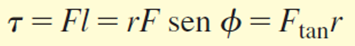 τ = Fl = rF sen ϕ = F_tan r